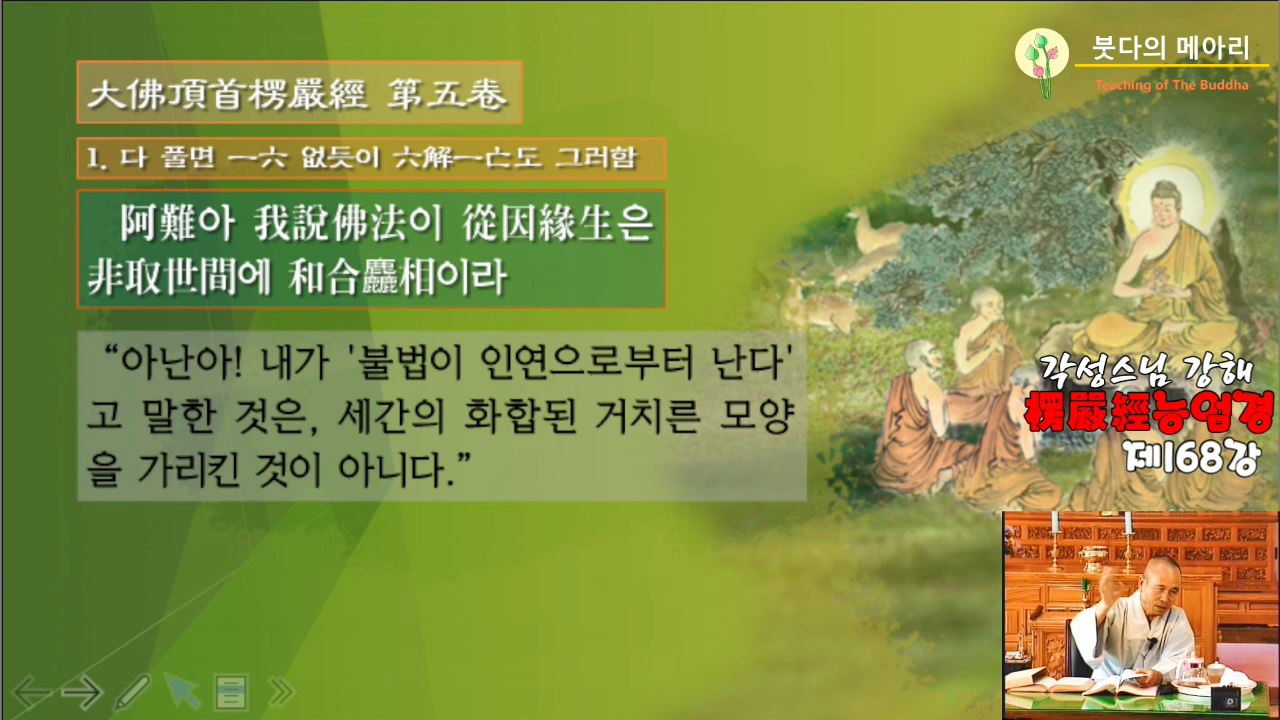 大佛頂首楞嚴經 第五卷
1. 다 풀면 一六 없듯이 六解一亡도 그러함
阿難아 我說佛法이 從因緣生은
非取世間에 和合麤相이라
“아난아! 내가 '불법이 인연으로부터 난다'
고 말한 것은, 세간의 화합된 거치른 모양
을 가리킨 것이 아니다.”
붓다의 메아리
Teaching of The Buddha
각성스님 강해
楞嚴經능엄경
제168강